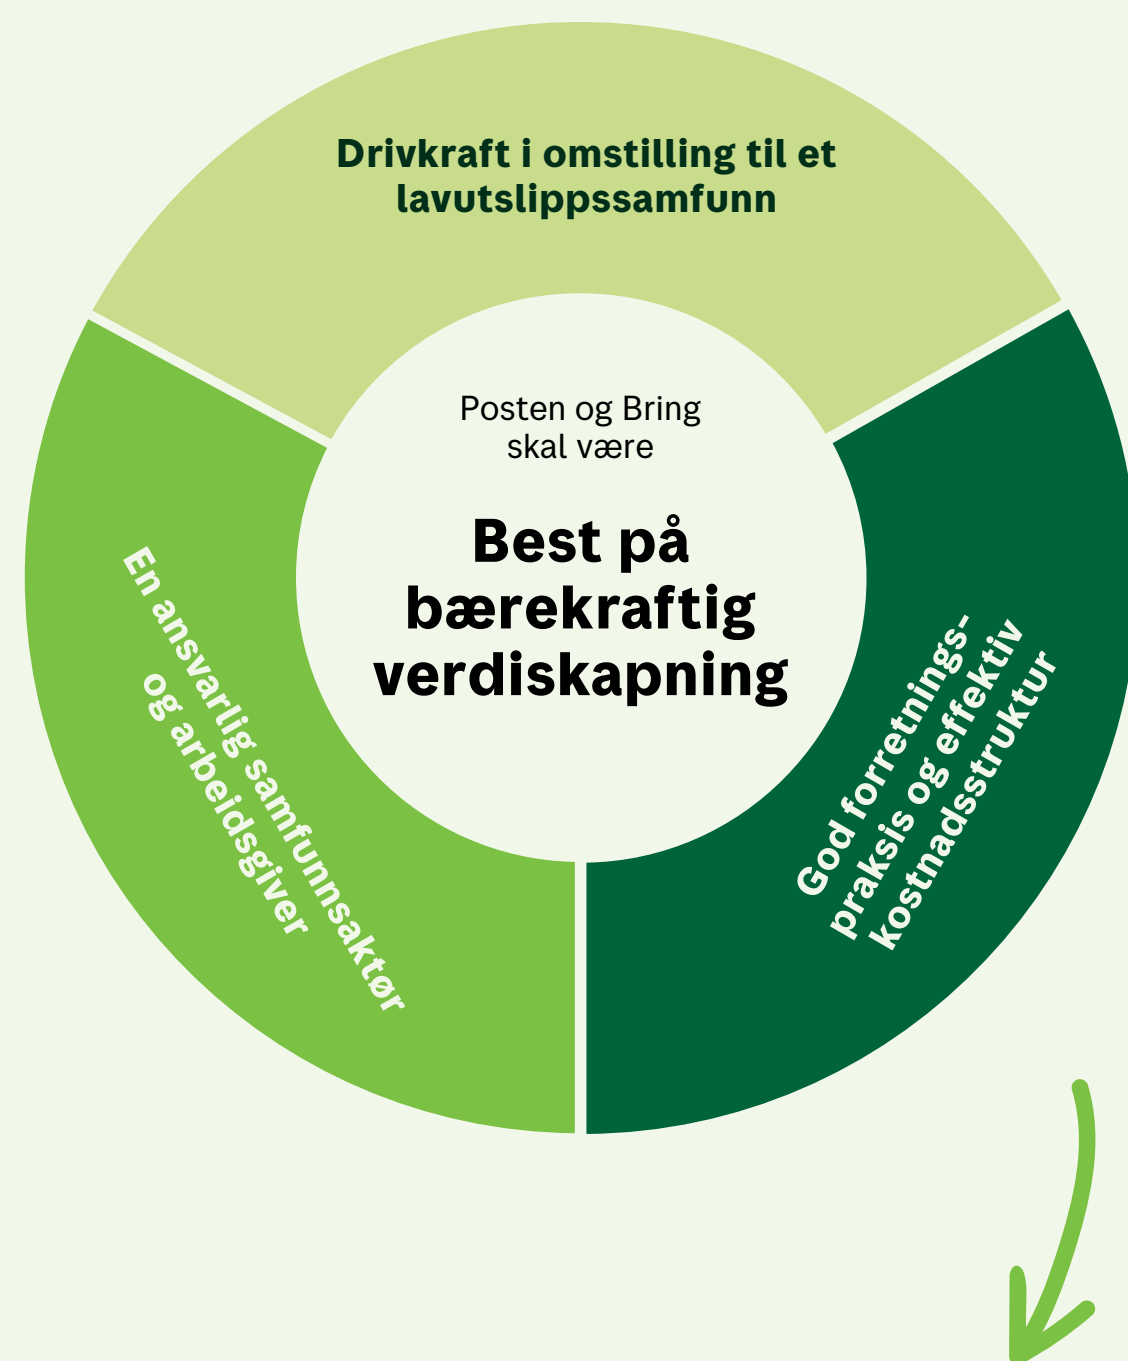 Drivkraft i omstilling til et
lavutslippssamfunn
Posten og Bring
skal være
Best på
bærekraftig
verdiskapning
En ansvarlig samfunnsaktør
og arbeidsgiver
God forretnings-
praksis og effektiv
kostnadsstruktur